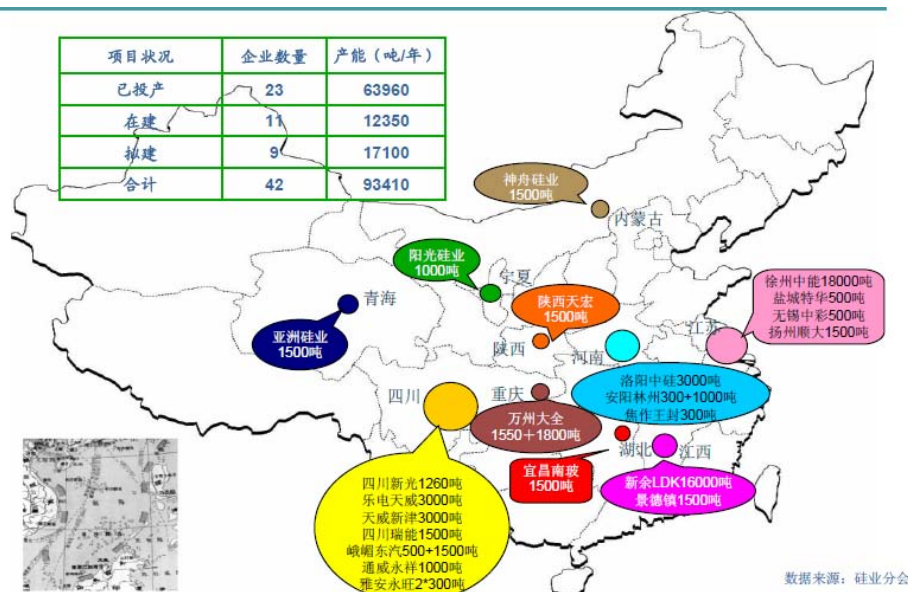 项目状况 企业数量 产能（吨/年）
已投产 23 63960
在建 11 12350
拟建 9 17100
合计 42 93410
神舟硅业
1500吨
内蒙古
阳光硅业
1000吨
宁夏
青海
亚洲硅业
1500吨
陕西天宏
1500吨
陕西
河南
江苏
徐州中能18000吨
盐城特华500吨
无锡中彩500吨
扬州顺大1500吨
洛阳中硅3000吨
安阳林州300+1000吨
焦作王封300吨
四川
重庆
万州大全
1550＋1800吨
湖北
江西
宜昌南玻
1500吨
新余LDK16000吨
景德镇1500吨
四川新光1260吨
乐电天威3000吨
天威新津3000吨
四川瑞能1500吨
峨嵋东汽500+1500吨
通威永祥1000吨
雅安永旺2*300吨
数据来源：硅业分会